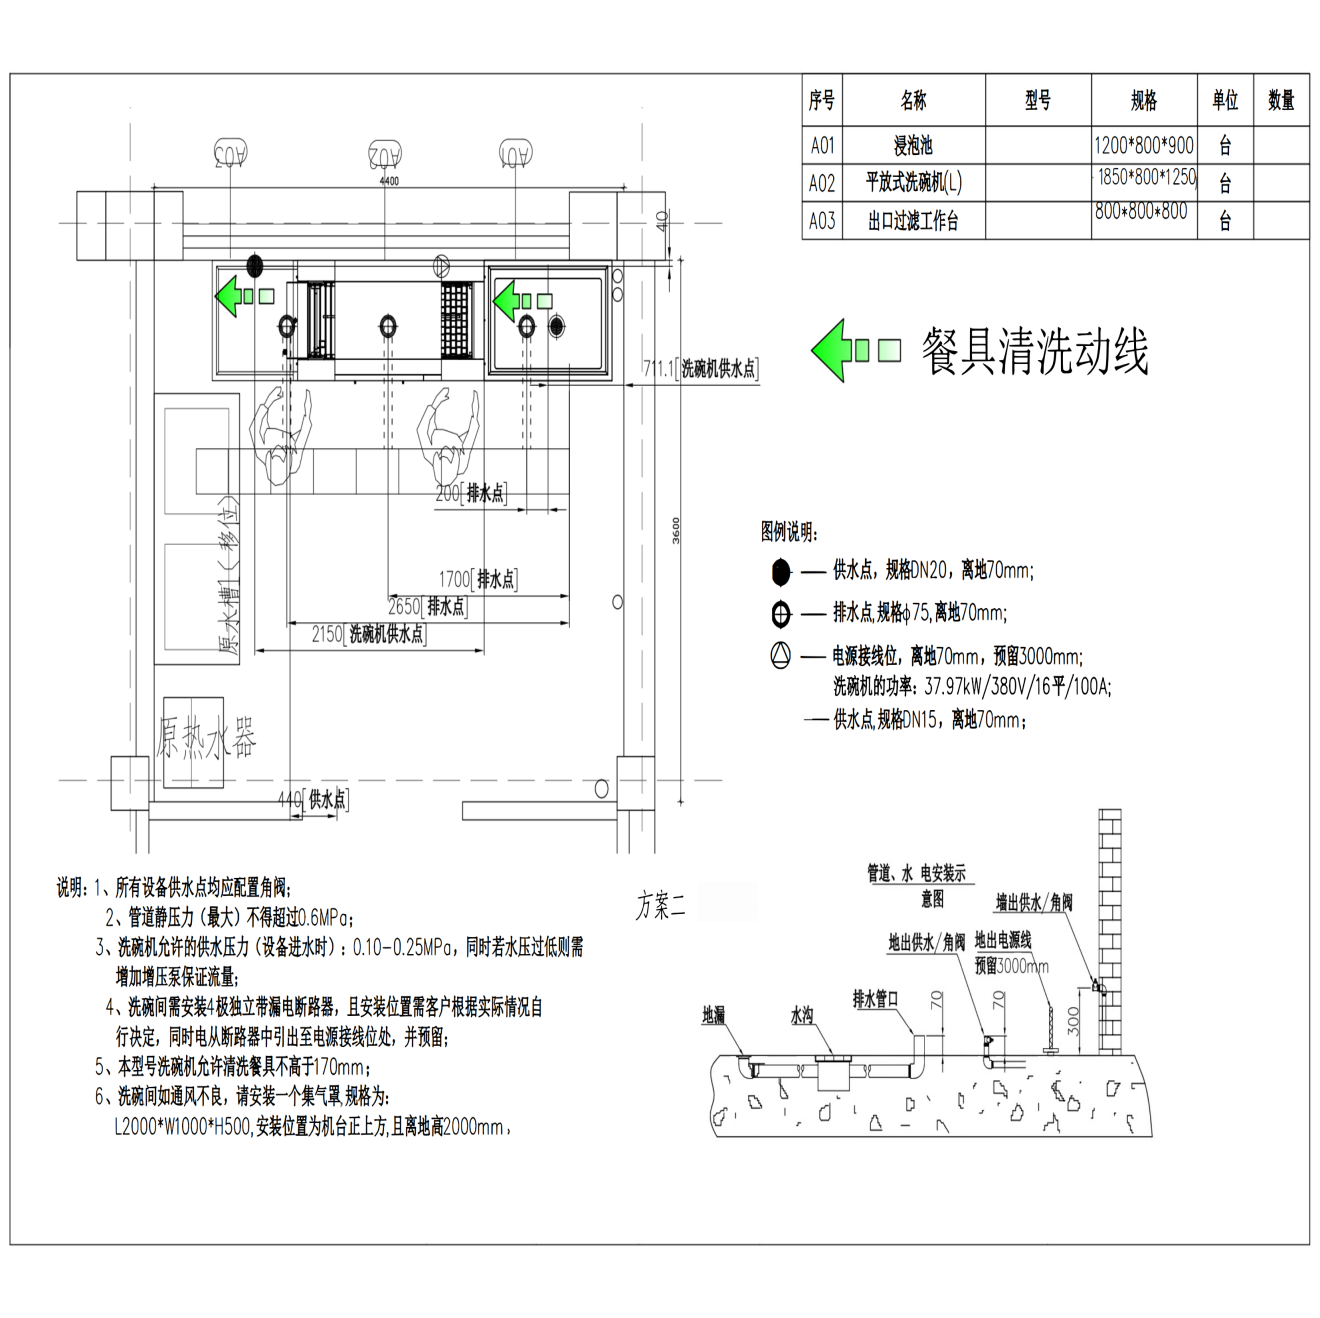 序号 名称 型号 规格 单位 数量
A01 浸泡池 1200*800*900 台
A02 平放式洗碗机(L) 1850*800*1250 台
A03 出口过滤工作台 800*800*800 台
A03 A02 A01
4400
40
711.1[洗碗机供水点]
餐具清洗动线
200[排水点]
3600
原水槽1(移位)
1700[排水点]
2650[排水点]
2150[洗碗机供水点]
原热水器
440[供水点]
图例说明:
供水点，规格DN20，离地70mm;
排水点,规格ф75,离地70mm;
电源接线位，离地70mm，预留3000mm;
洗碗机的功率: 37.97kW/380V/16平/100A;
供水点,规格DN15，离地70mm;
说明: 1、所有设备供水点均应配置角阀;
2、管道静压力（最大）不得超过0.6MPa;
3、洗碗机允许的供水压力（设备进水时）: 0.10-0.25MPa，同时若水压过低则需
增加增压泵保证流量;
4、洗碗间需安装4极独立带漏电断路器，且安装位置需客户根据实际情况自
行决定，同时电从断路器中引出至电源接线位处，并预留;
5、本型号洗碗机允许清洗餐具不高于170mm;
6、洗碗间如通风不良，请安装一个集气罩,规格为:
L2000*W1000*H500,安装位置为机台正上方,且离地高2000mm，
方案二
管道、水 电安装示
意图
墙出供水/角阀
地出供水/角阀
地出电源线
预留3000mm
排水管口
地漏
水沟
70
70
300